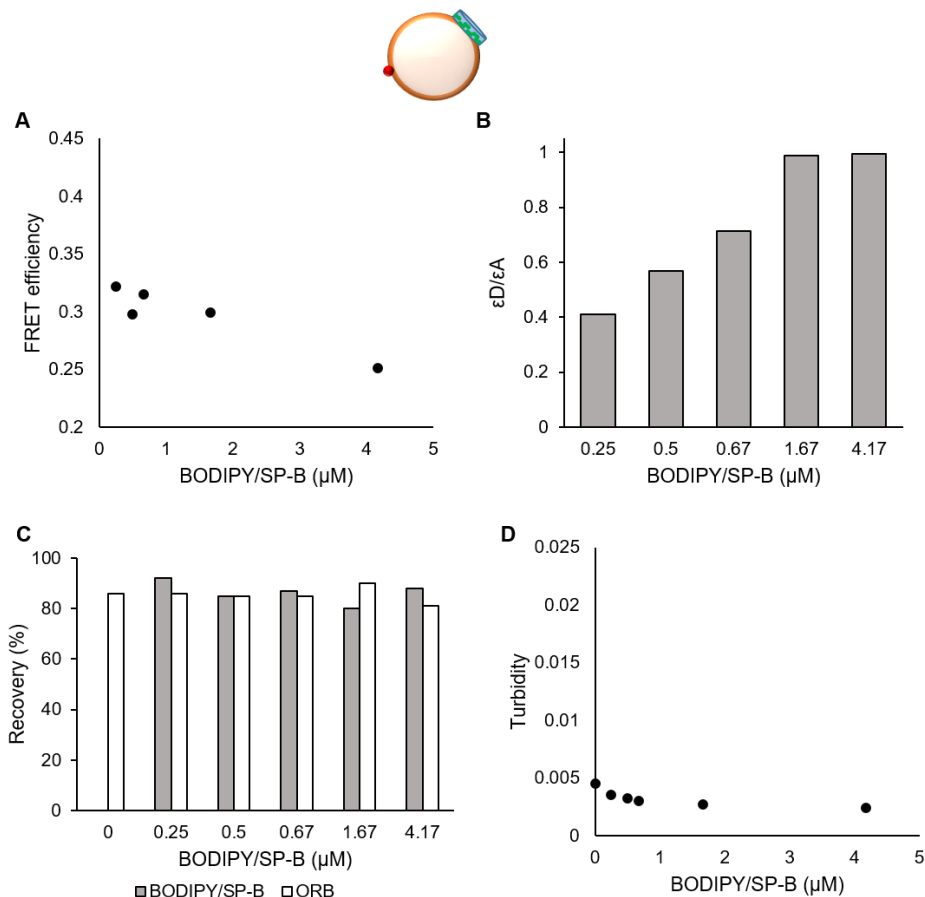 A
FRET efficiency
0.45
0.4
0.35
0.3
0.25
0.2
0 1 2 3 4 5
BODIPY/SP-B (µM)
B
εD/εA
1
0.8
0.6
0.4
0.2
0
0.25 0.5 0.67 1.67 4.17
BODIPY/SP-B (µM)
C
Recovery (%)
100
80
60
40
20
0
0 0.25 0.5 0.67 1.67 4.17
BODIPY/SP-B (µM)
BODIPY/SP-B ORB
D
Turbidity
0.025
0.02
0.015
0.01
0.005
0
0 1 2 3 4 5
BODIPY/SP-B (µM)